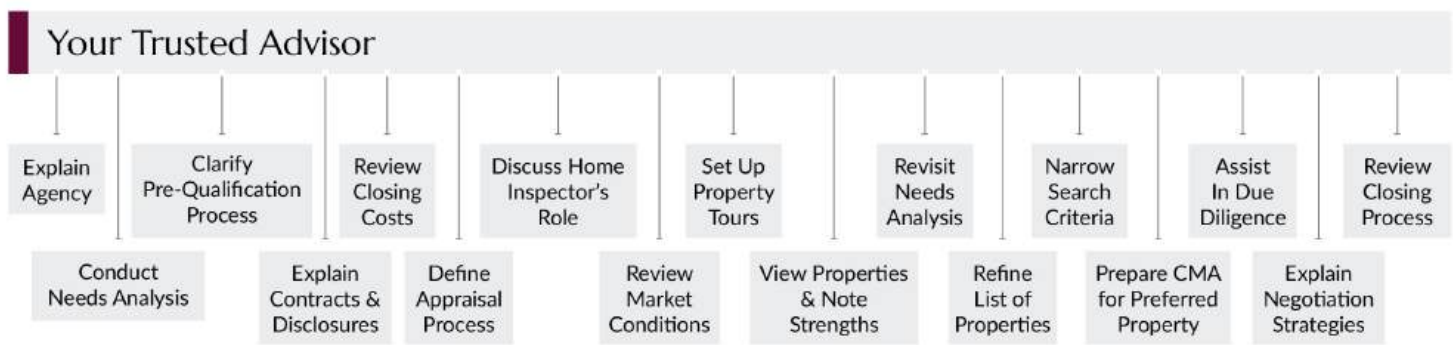 Your Trusted Advisor
Explain
Agency
Conduct
Needs Analysis
Clarify
Pre-Qualification
Process
Explain
Contracts &
Disclosures
Review
Closing
Costs
Define
Appraisal
Process
Discuss Home
Inspector's
Role
Review
Market
Conditions
Set Up
Property
Tours
View Properties
& Note
Strengths
Revisit
Needs
Analysis
Refine
List of
Properties
Narrow
Search
Criteria
Prepare CMA
for Preferred
Property
Assist
In Due
Diligence
Explain
Negotiation
Strategies
Review
Closing
Process